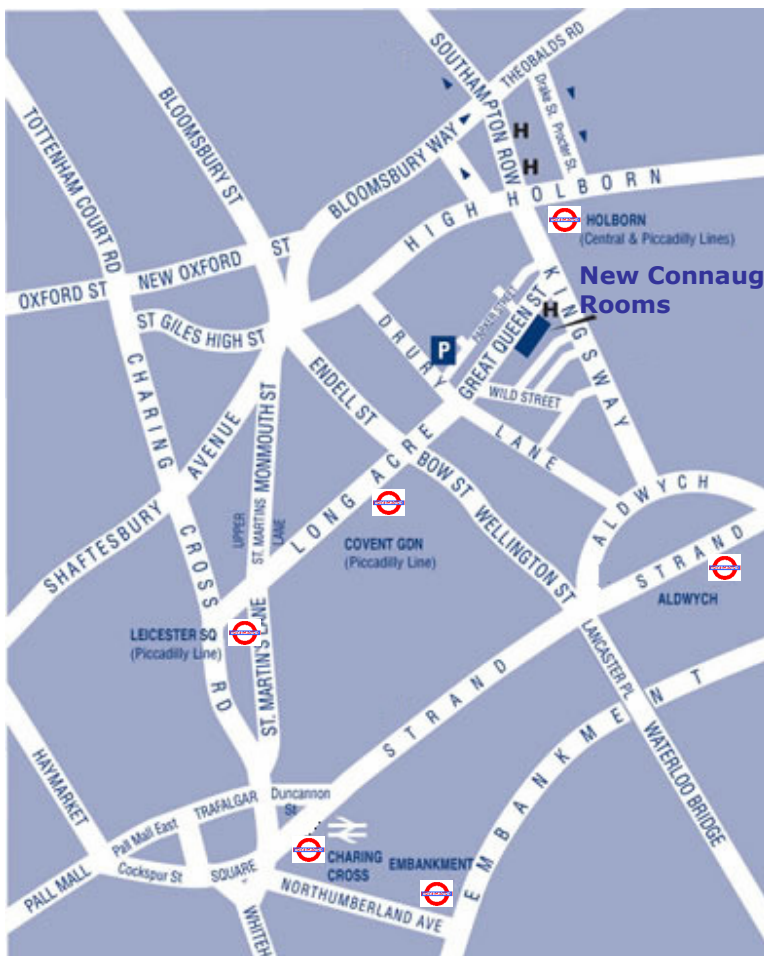 SOUTHAMPTON ROW
THEOBALDS RD
Drake St. Procter St.
BLOOMSBURY ST
TOTTENHAM COURT RD
BLOOMSBURY WAY
H
H
HIGH HOLBORN
HOLBORN
(Central & Piccadilly Lines)
NEW OXFORD ST
OXFORD ST
New Connaug
Rooms
KINGSWAY
H
PARKER STREET
GREAT QUEEN ST
ST GILES HIGH ST
DRURY LANE
P
WILD STREET
ENDELL ST
CHARING CROSS RD
MONMOUTH ST
SHAFTESBURY AVENUE
LONG ACRE
BOW ST
ALDWYCH
UPPER ST. MARTINS LANE
COVENT GDN
(Piccadilly Line)
WELLINGTON ST
STRAND
ALDWYCH
LEICESTER SQ
(Piccadilly Line)
ST. MARTIN'S LANE
LANCASTER PL
STRAND
WATERLOO BRIDGE
EMBANKMENT
HAYMARKET
TRAFALGAR SQUARE
Duncannon St
Pall Mall East
PALL MALL
Cockspur St
CHARING
CROSS
EMBANKMENT
NORTHUMBERLAND AVE
WHITEH